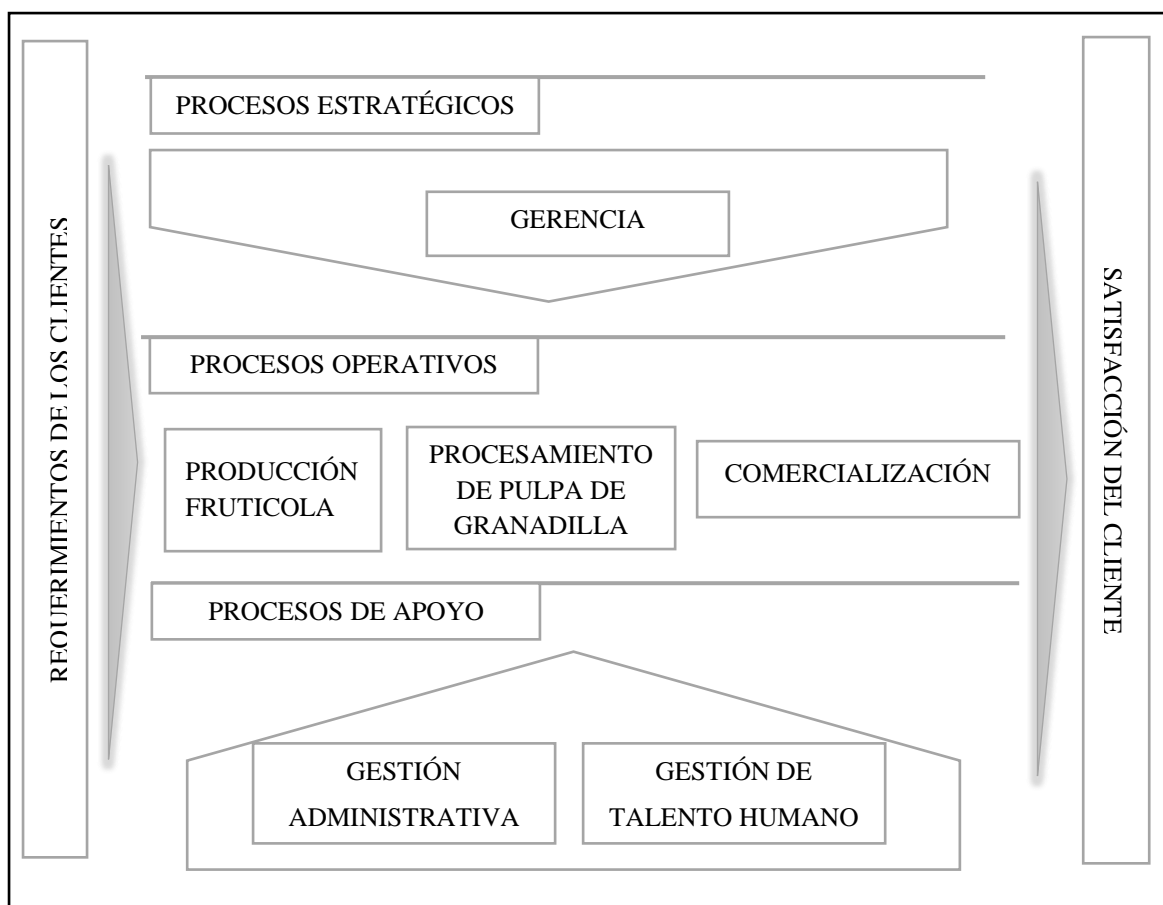 REQUERIMIENTOS DE LOS CLIENTES
PROCESOS ESTRATÉGICOS
GERENCIA
PROCESOS OPERATIVOS
PRODUCCIÓN
FRUTICOLA
PROCESAMIENTO
DE PULPA DE
GRANADILLA
COMERCIALIZACIÓN
PROCESOS DE APOYO
GESTIÓN
ADMINISTRATIVA
GESTIÓN DE
TALENTO HUMANO
SATISFACCIÓN DEL CLIENTE